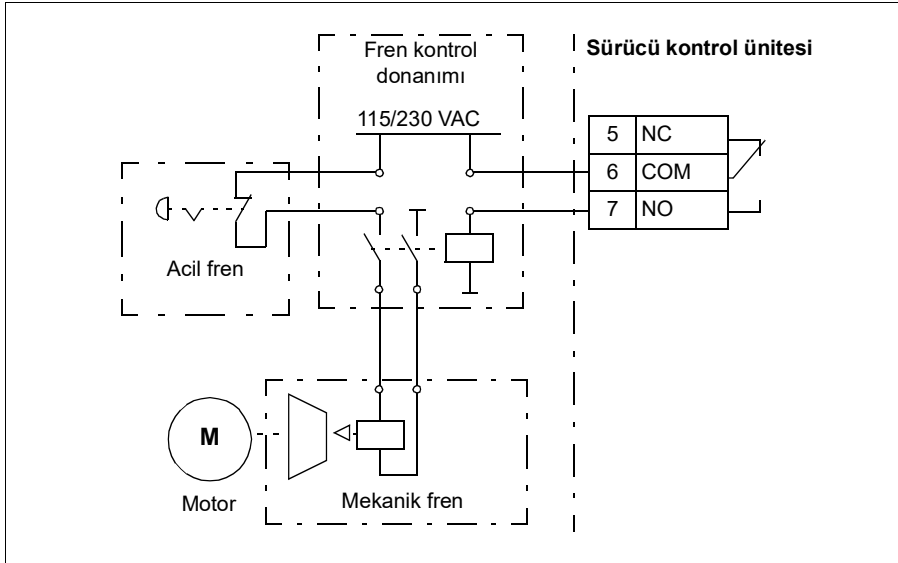 Fren kontrol
donanımı
Sürücü kontrol ünitesi
115/230 VAC
5 NC
6 COM
7 NO
Acil fren
M
Motor
Mekanik fren